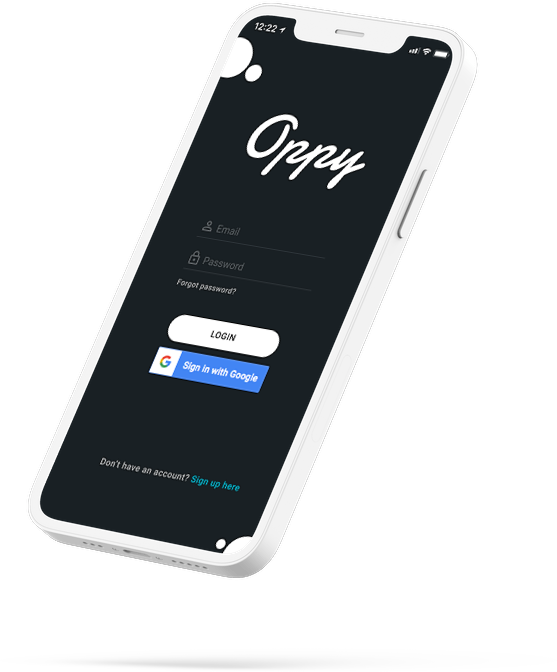 12:22
Oppy
Email
Password
Forgot password?
LOGIN
G Sign in with Google
Don't have an account? Sign up here